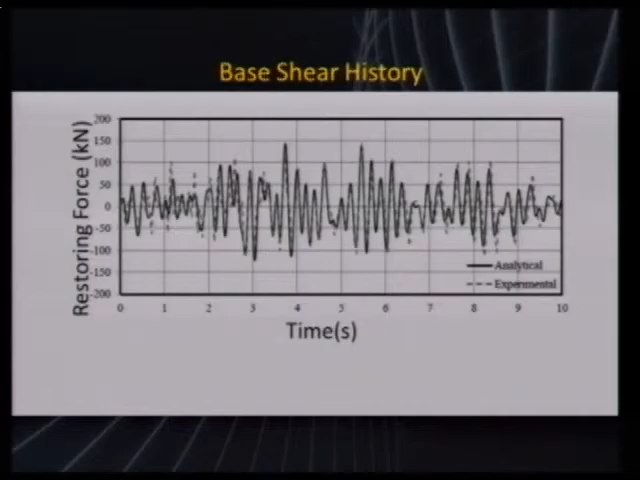 Base Shear History
Restoring Force (kN)
200
150
100
50
0
-50
-100
-150
-200
Analytical
Experimental
0 1 2 3 4 5 6 7 8 9 10
Time(s)